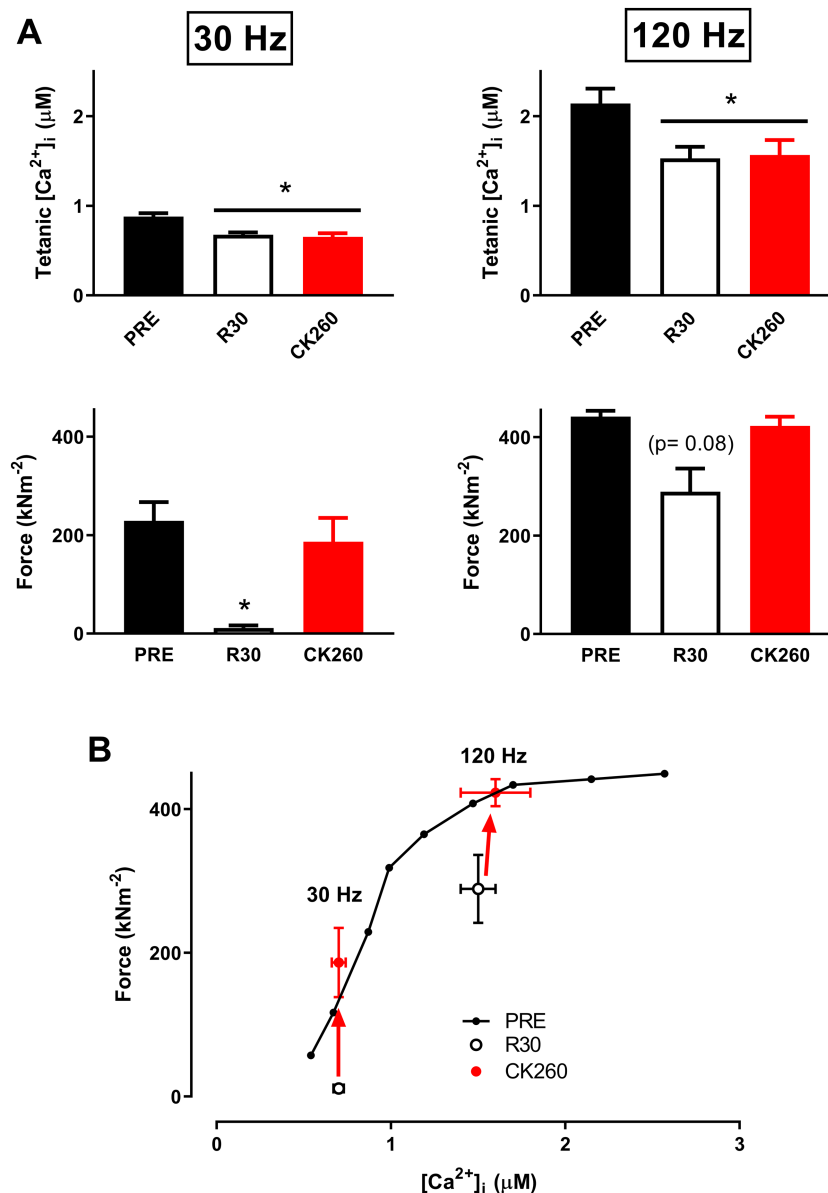 A
30 Hz
120 Hz
Tetanic [Ca²⁺]ᵢ (μM)
2
1
0
*
PRE
R30
CK260
Tetanic [Ca²⁺]ᵢ (μM)
2
1
0
*
PRE
R30
CK260
Force (kNm⁻²)
400
200
0
*
PRE
R30
CK260
Force (kNm⁻²)
400
200
0
(p= 0.08)
PRE
R30
CK260
B
Force (kNm⁻²)
400
200
0
120 Hz
30 Hz
PRE
R30
CK260
0
1
2
3
[Ca²⁺]ᵢ (μM)